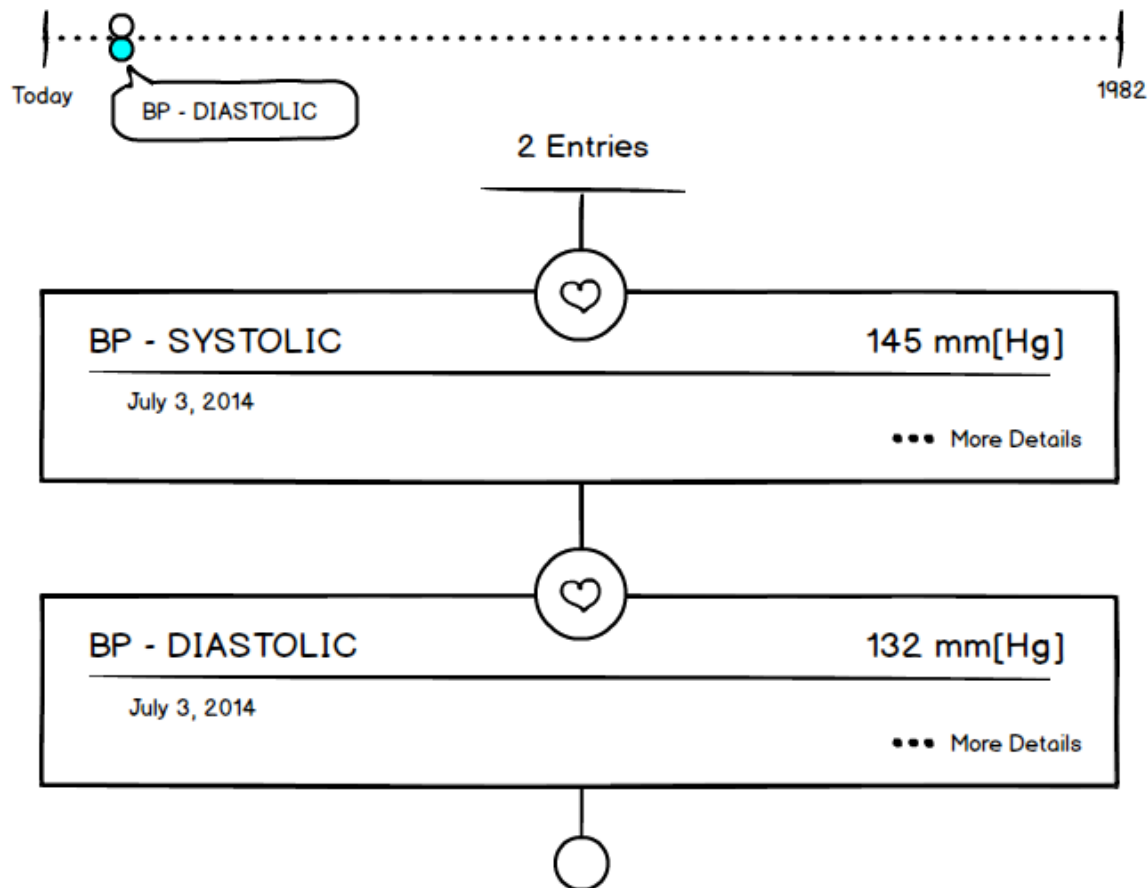 Today
1982
BP - DIASTOLIC
2 Entries
BP - SYSTOLIC 145 mm[Hg]
July 3, 2014
••• More Details
BP - DIASTOLIC 132 mm[Hg]
July 3, 2014
••• More Details